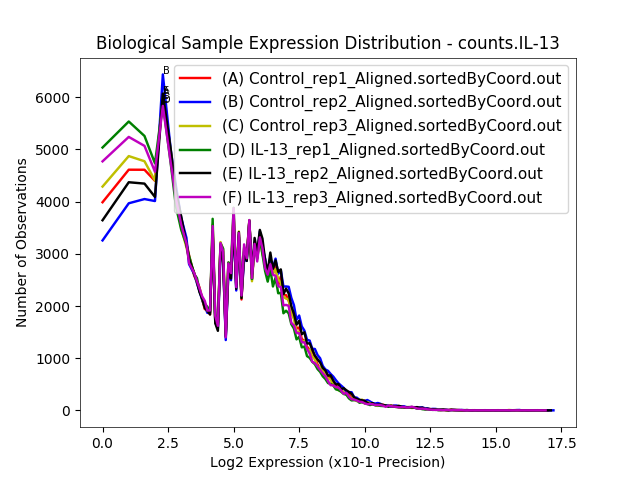 Biological Sample Expression Distribution - counts.IL-13
B
(A) Control_rep1_Aligned.sortedByCoord.out
(B) Control_rep2_Aligned.sortedByCoord.out
(C) Control_rep3_Aligned.sortedByCoord.out
(D) IL-13_rep1_Aligned.sortedByCoord.out
(E) IL-13_rep2_Aligned.sortedByCoord.out
(F) IL-13_rep3_Aligned.sortedByCoord.out
Number of Observations
6000
5000
4000
3000
2000
1000
0
0.0 2.5 5.0 7.5 10.0 12.5 15.0 17.5
Log2 Expression (x10-1 Precision)